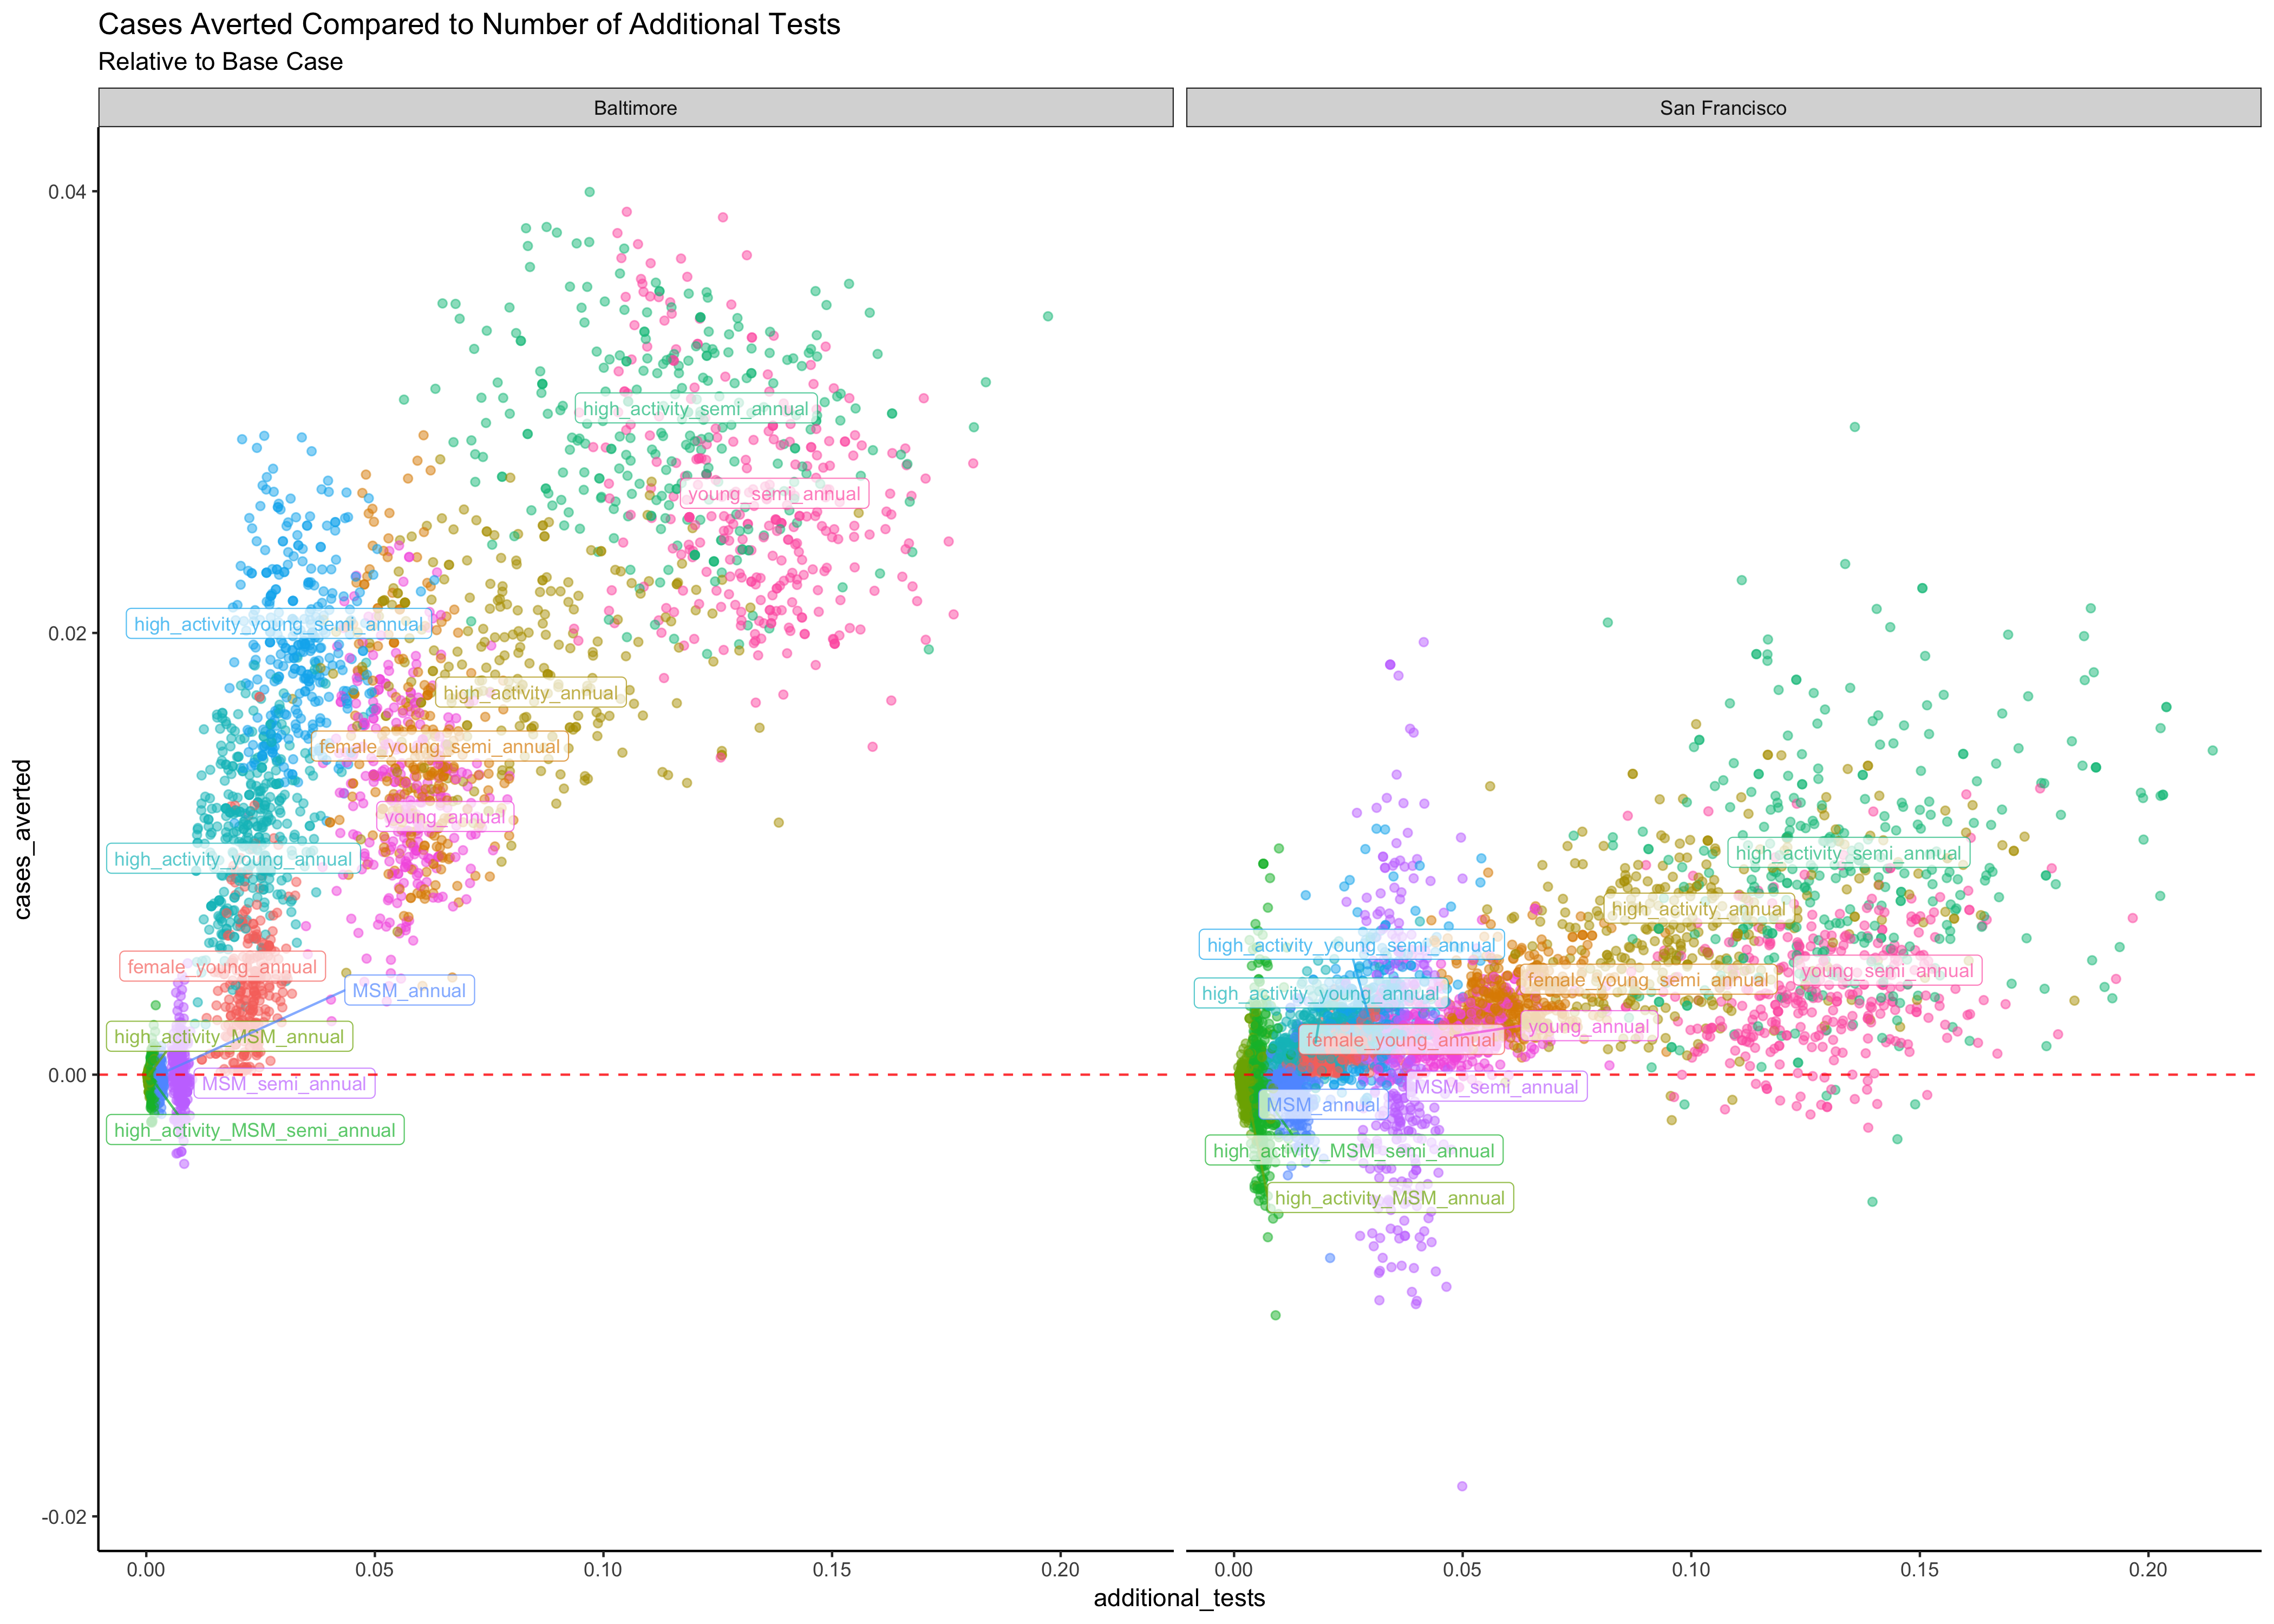 Cases Averted Compared to Number of Additional Tests
Relative to Base Case
Baltimore
San Francisco
cases_averted
0.04
0.02
0.00
-0.02
high_activity_semi_annual
young_semi_annual
high_activity_young_semi_annual
high_activity_annual
female_young_semi_annual
young_annual
high_activity_young_annual
female_young_annual
MSM_annual
high_activity_MSM_annual
MSM_semi_annual
high_activity_MSM_semi_annual
high_activity_semi_annual
high_activity_annual
high_activity_young_semi_annual
young_semi_annual
female_young_semi_annual
high_activity_young_annual
young_annual
female_young_annual
MSM_semi_annual
MSM_annual
high_activity_MSM_semi_annual
high_activity_MSM_annual
0.00 0.05 0.10 0.15 0.20
0.00 0.05 0.10 0.15 0.20
additional_tests